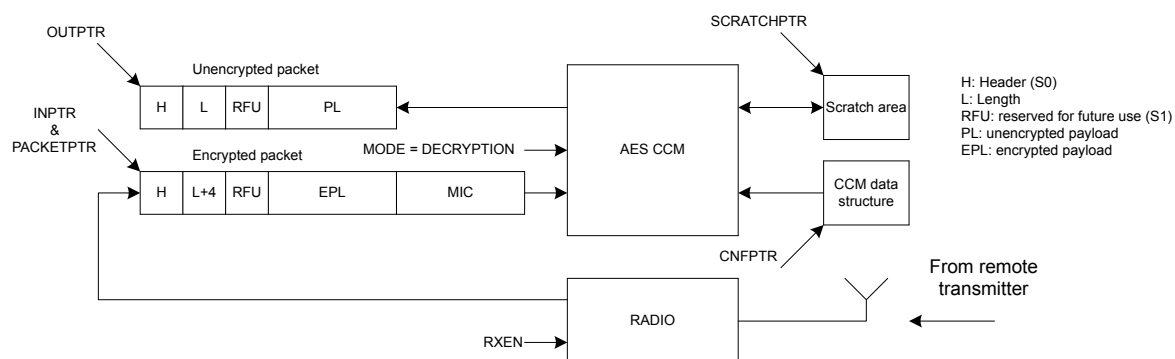 SCRATCHPTR
OUTPTR
Unencrypted packet
H L RFU PL
Scratch area
H: Header (S0)
L: Length
RFU: reserved for future use (S1)
PL: unencrypted payload
EPL: encrypted payload
INPTR
&
PACKETPTR
MODE = DECRYPTION
AES CCM
Encrypted packet
H L+4 RFU EPL MIC
CCM data
structure
CNFPTR
From remote
transmitter
RADIO
RXEN